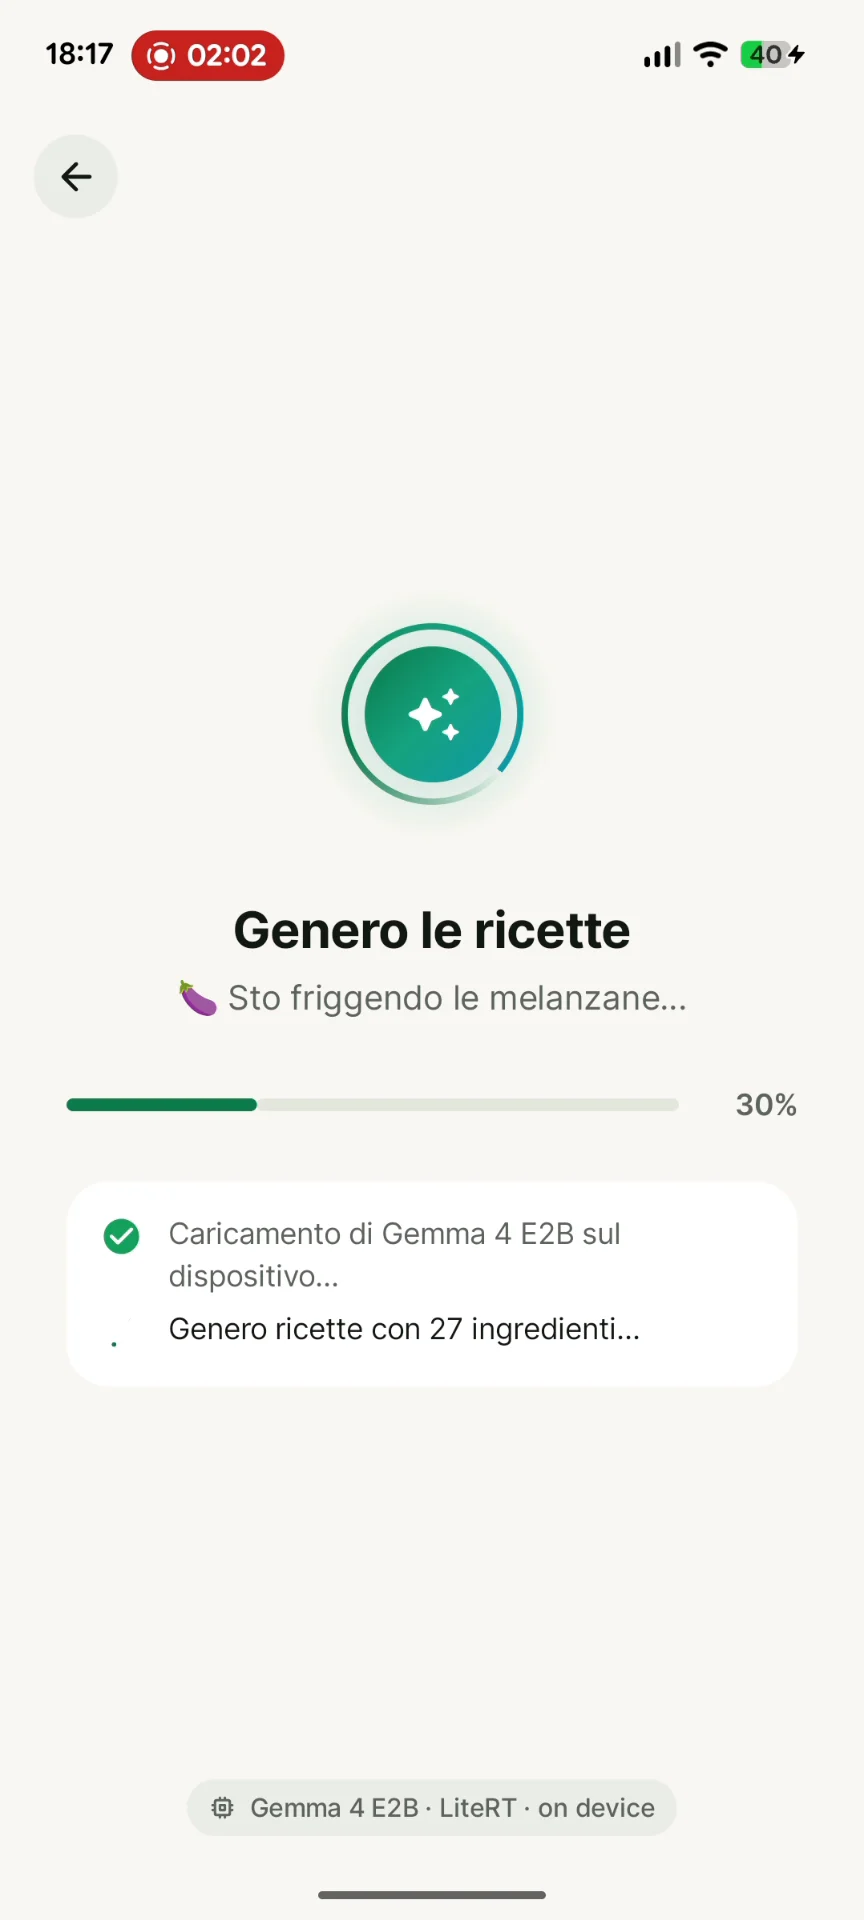 18:17
02:02
40
Genero le ricette
🍆 Sto friggendo le melanzane...
30%
Caricamento di Gemma 4 E2B sul
dispositivo...
Genero ricette con 27 ingredienti...
Gemma 4 E2B · LiteRT · on device